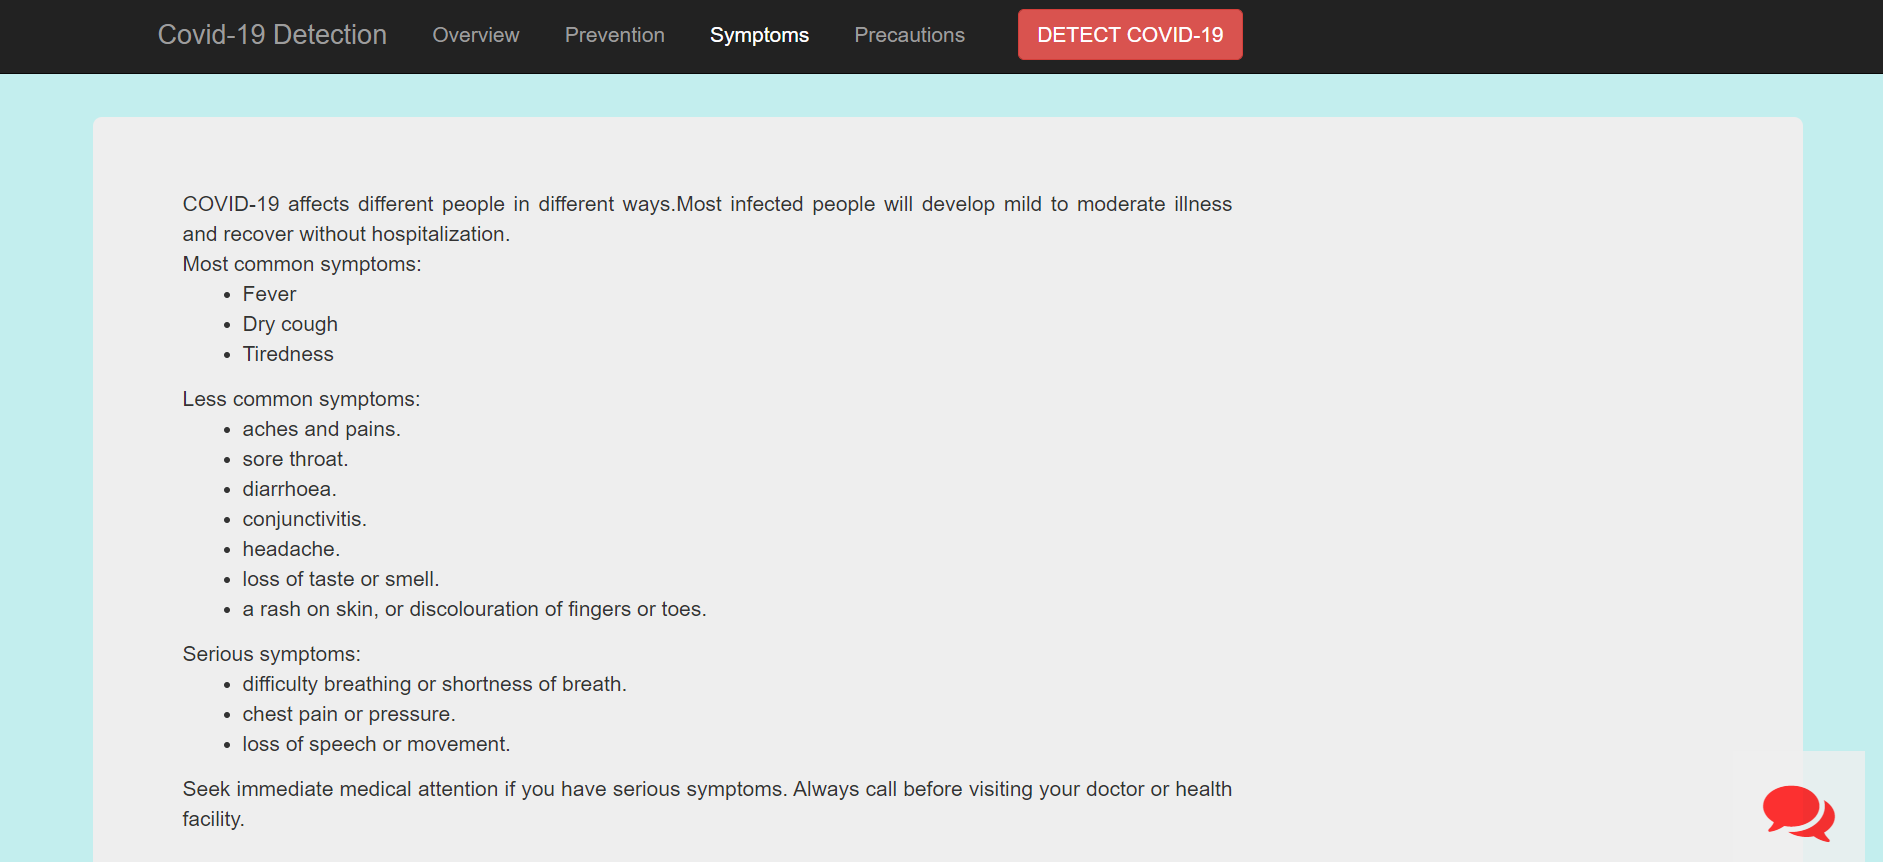 Covid-19 Detection Overview Prevention Symptoms Precautions DETECT COVID-19
COVID-19 affects different people in different ways.Most infected people will develop mild to moderate illness
and recover without hospitalization.
Most common symptoms:
• Fever
• Dry cough
• Tiredness
Less common symptoms:
• aches and pains.
• sore throat.
• diarrhoea.
• conjunctivitis.
• headache.
• loss of taste or smell.
• a rash on skin, or discolouration of fingers or toes.
Serious symptoms:
• difficulty breathing or shortness of breath.
• chest pain or pressure.
• loss of speech or movement.
Seek immediate medical attention if you have serious symptoms. Always call before visiting your doctor or health
facility.